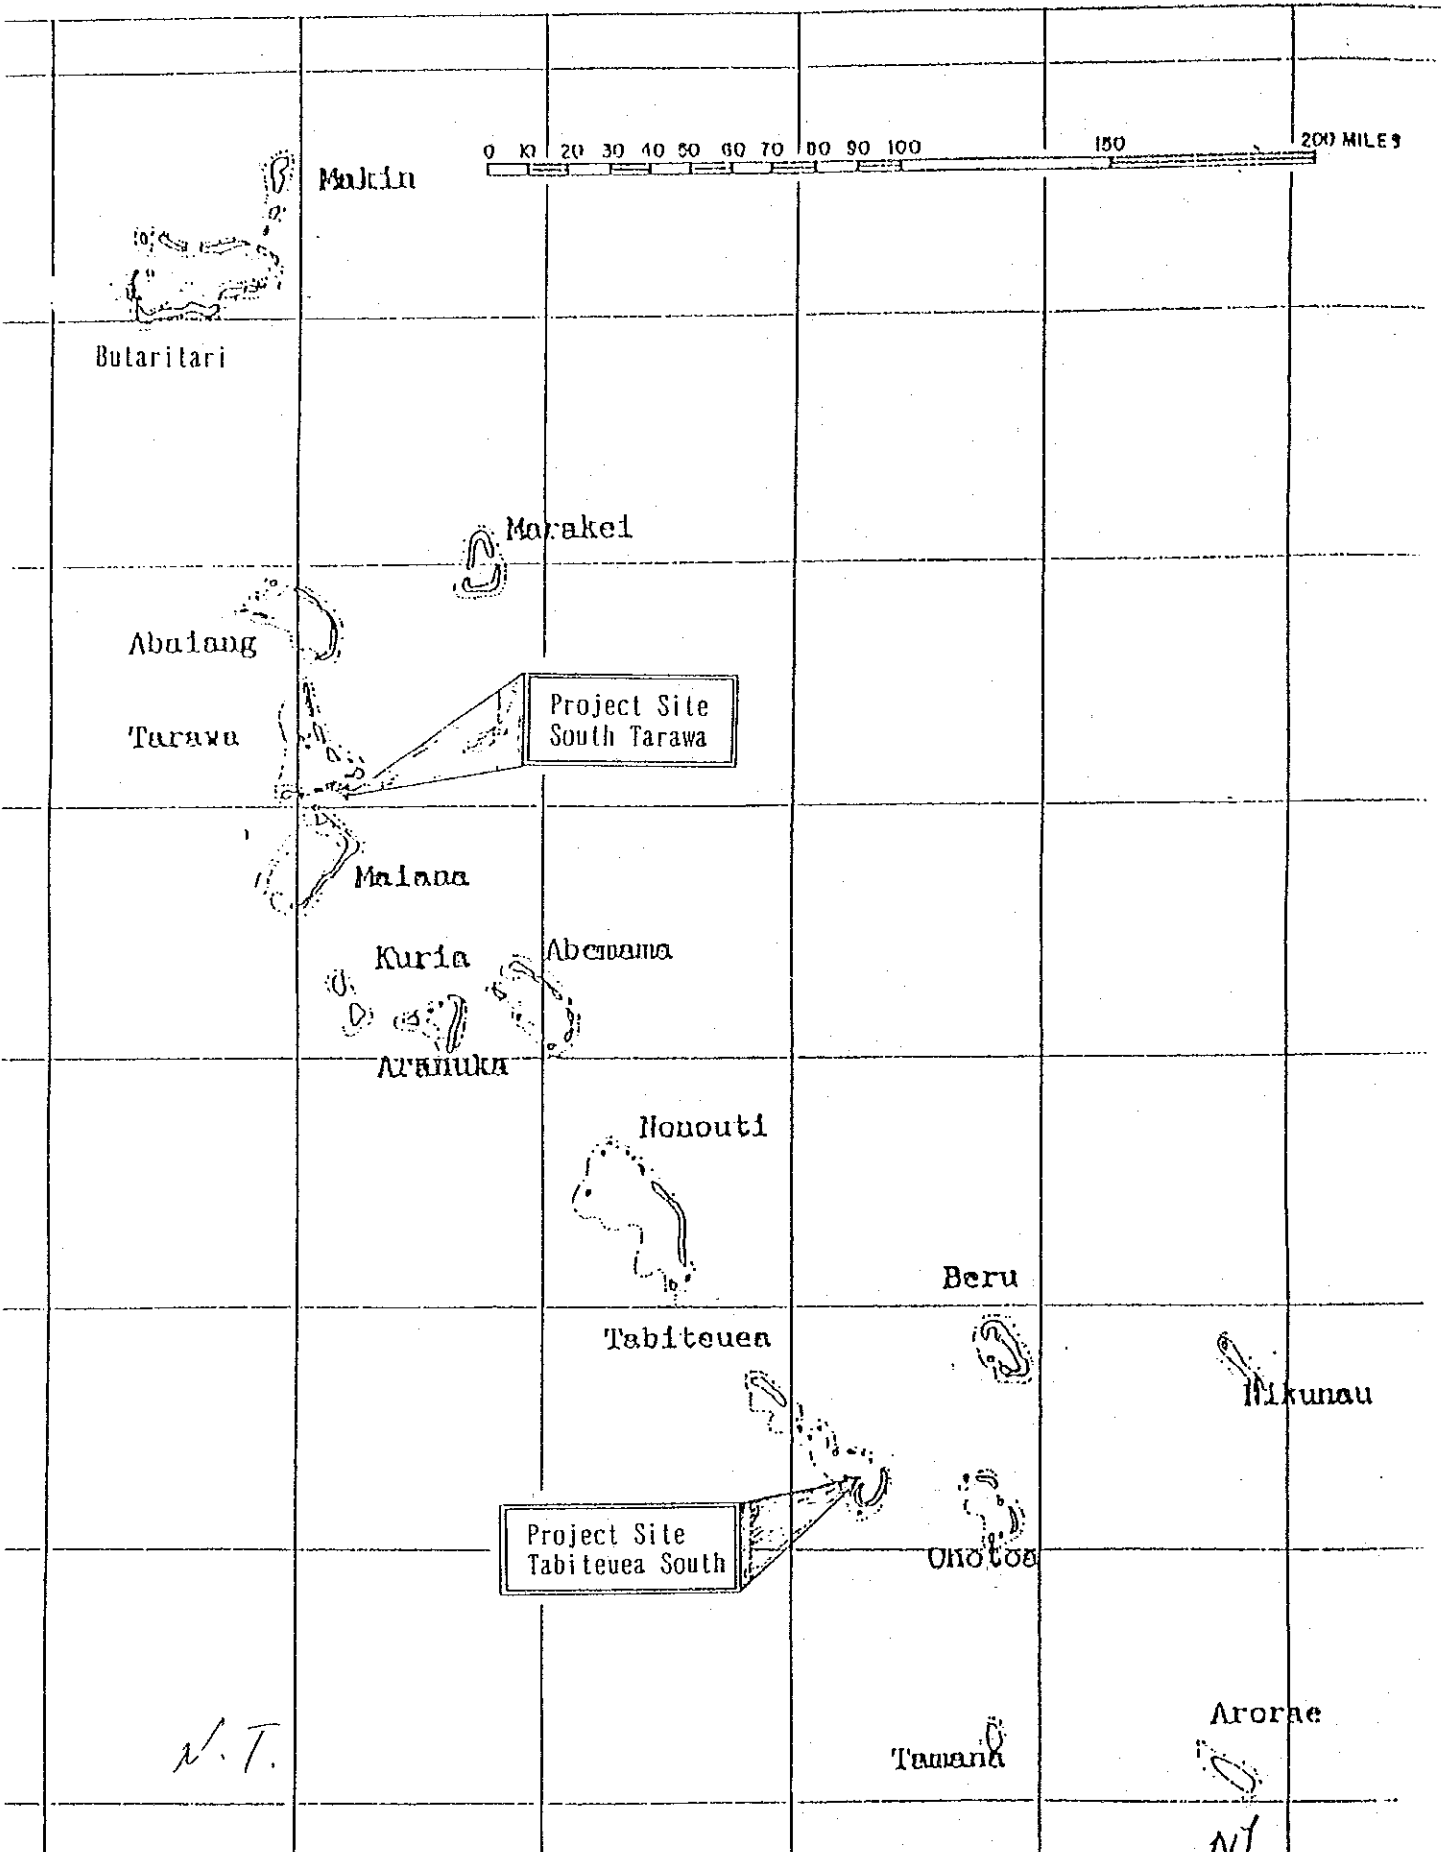 0 10 20 30 40 50 60 70 80 90 100 150 200 MILES
Makin
Butaritari
Marakei
Abaiang
Project Site
South Tarawa
Tarawa
Maiana
Kuria
Abemama
Aranuka
Nonouti
Beru
Tabiteuea
Nikunau
Project Site
Tabiteuea South
Onotoa
Arorae
Tamana
N.T.